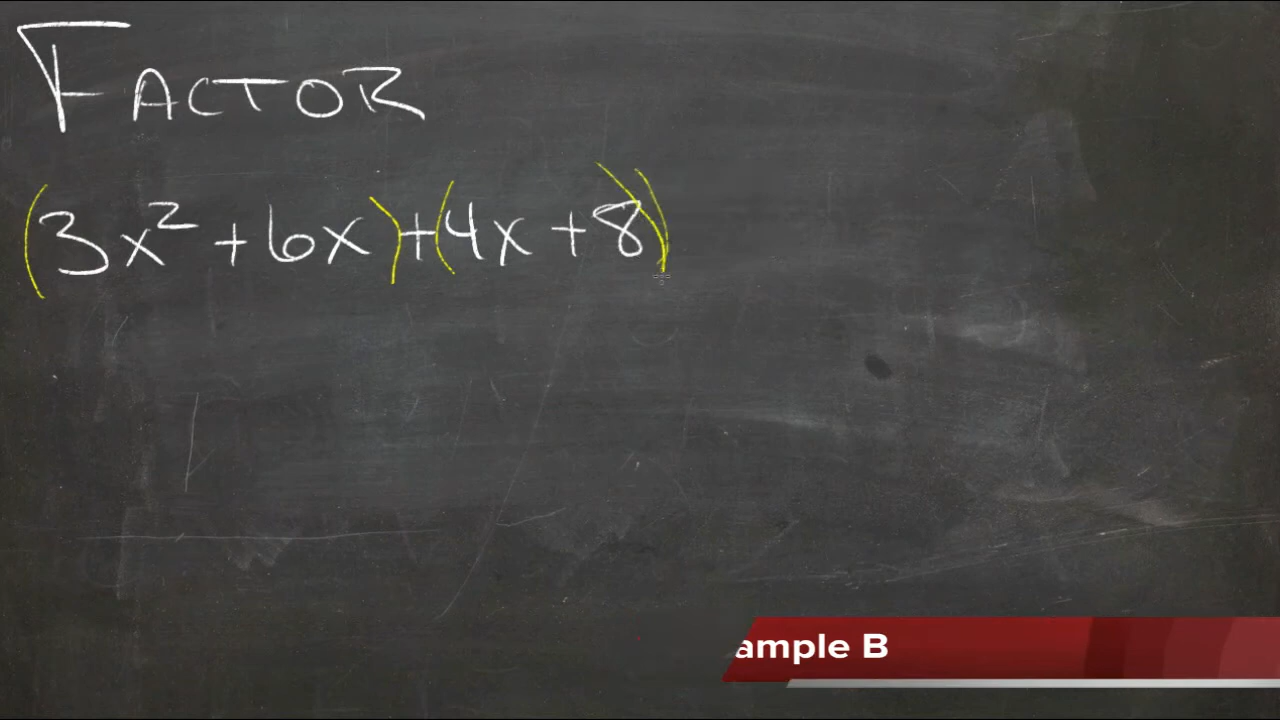 FACTOR
(3x² + 6x) + (4x + 8)
ample B